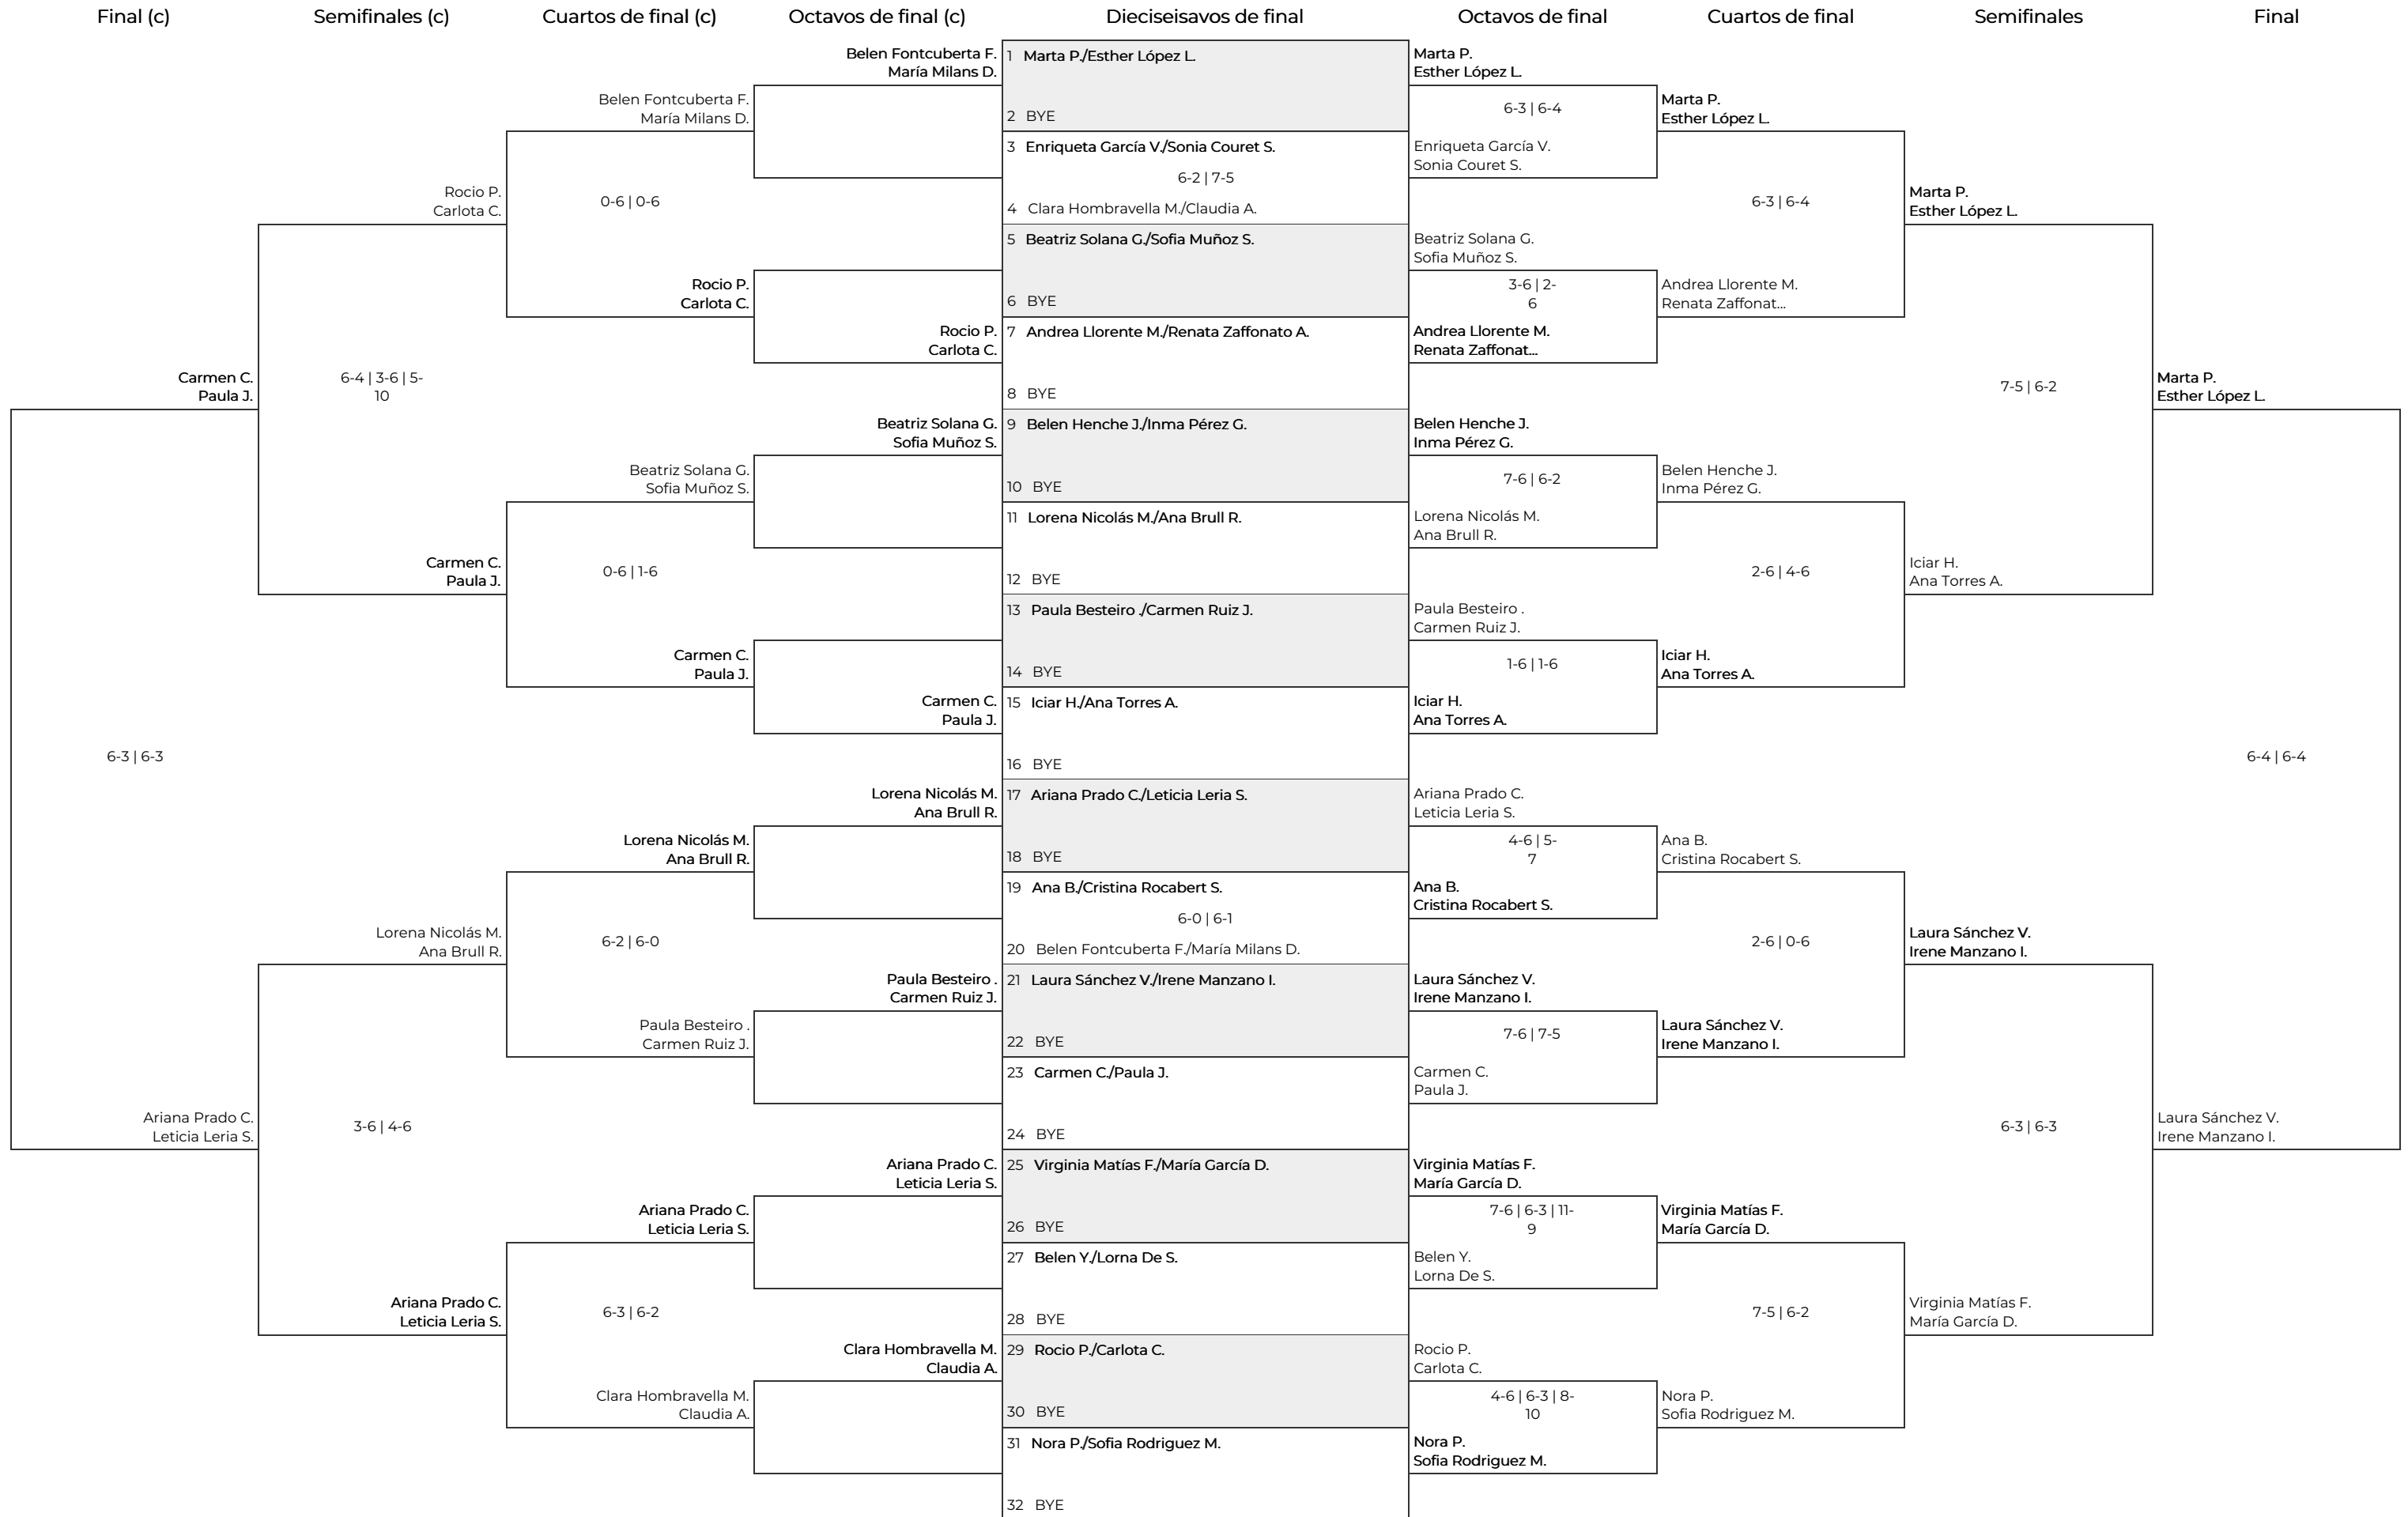 Final (c)
Semifinales (c)
Cuartos de final (c)
Octavos de final (c)
Dieciseisavos de final
Octavos de final
Cuartos de final
Semifinales
Final
Carmen C.
Paula J.
6-3 | 6-3
Ariana Prado C.
Leticia Leria S.
Rocio P.
Carlota C.
6-4 | 3-6 | 5-
10
Carmen C.
Paula J.
Lorena Nicolás M.
Ana Brull R.
3-6 | 4-6
Ariana Prado C.
Leticia Leria S.
Belen Fontcuberta F.
María Milans D.
0-6 | 0-6
Rocio P.
Carlota C.
Beatriz Solana G.
Sofia Muñoz S.
0-6 | 1-6
Carmen C.
Paula J.
Lorena Nicolás M.
Ana Brull R.
6-2 | 6-0
Paula Besteiro .
Carmen Ruiz J.
Ariana Prado C.
Leticia Leria S.
6-3 | 6-2
Clara Hombravella M.
Claudia A.
Belen Fontcuberta F.
María Milans D.
Rocio P.
Carlota C.
Beatriz Solana G.
Sofia Muñoz S.
Carmen C.
Paula J.
Lorena Nicolás M.
Ana Brull R.
Paula Besteiro .
Carmen Ruiz J.
Ariana Prado C.
Leticia Leria S.
Clara Hombravella M.
Claudia A.
1 Marta P./Esther López L.
2 BYE
3 Enriqueta García V./Sonia Couret S.
6-2 | 7-5
4 Clara Hombravella M./Claudia A.
5 Beatriz Solana G./Sofia Muñoz S.
6 BYE
7 Andrea Llorente M./Renata Zaffonato A.
8 BYE
9 Belen Henche J./Inma Pérez G.
10 BYE
11 Lorena Nicolás M./Ana Brull R.
12 BYE
13 Paula Besteiro ./Carmen Ruiz J.
14 BYE
15 Iciar H./Ana Torres A.
16 BYE
17 Ariana Prado C./Leticia Leria S.
18 BYE
19 Ana B./Cristina Rocabert S.
6-0 | 6-1
20 Belen Fontcuberta F./María Milans D.
21 Laura Sánchez V./Irene Manzano I.
22 BYE
23 Carmen C./Paula J.
24 BYE
25 Virginia Matías F./María García D.
26 BYE
27 Belen Y./Lorna De S.
28 BYE
29 Rocio P./Carlota C.
30 BYE
31 Nora P./Sofia Rodriguez M.
32 BYE
Marta P.
Esther López L.
6-3 | 6-4
Enriqueta García V.
Sonia Couret S.
Beatriz Solana G.
Sofia Muñoz S.
3-6 | 2-
6
Andrea Llorente M.
Renata Zaffonat...
Belen Henche J.
Inma Pérez G.
7-6 | 6-2
Lorena Nicolás M.
Ana Brull R.
Paula Besteiro .
Carmen Ruiz J.
1-6 | 1-6
Iciar H.
Ana Torres A.
Ariana Prado C.
Leticia Leria S.
4-6 | 5-
7
Ana B.
Cristina Rocabert S.
Laura Sánchez V.
Irene Manzano I.
7-6 | 7-5
Carmen C.
Paula J.
Virginia Matías F.
María García D.
7-6 | 6-3 | 11-
9
Belen Y.
Lorna De S.
Rocio P.
Carlota C.
4-6 | 6-3 | 8-
10
Nora P.
Sofia Rodriguez M.
Marta P.
Esther López L.
6-3 | 6-4
Andrea Llorente M.
Renata Zaffonat...
Belen Henche J.
Inma Pérez G.
2-6 | 4-6
Iciar H.
Ana Torres A.
Ana B.
Cristina Rocabert S.
2-6 | 0-6
Laura Sánchez V.
Irene Manzano I.
Virginia Matías F.
María García D.
7-5 | 6-2
Nora P.
Sofia Rodriguez M.
Marta P.
Esther López L.
7-5 | 6-2
Iciar H.
Ana Torres A.
Laura Sánchez V.
Irene Manzano I.
6-3 | 6-3
Virginia Matías F.
María García D.
Marta P.
Esther López L.
6-4 | 6-4
Laura Sánchez V.
Irene Manzano I.